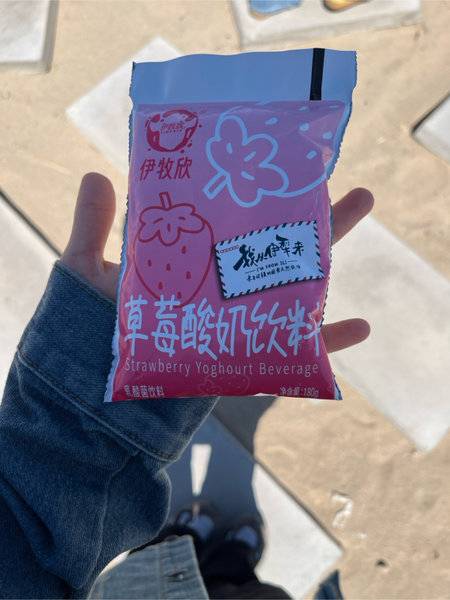 伊牧欣
我从伊犁来
I'M FROM ILI
草莓酸奶饮料
Strawberry Yoghourt Beverage
乳酸菌饮料
净含量:180g